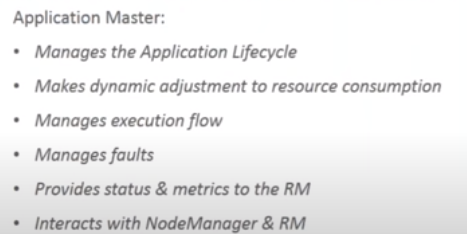 Application Master:
• Manages the Application Lifecycle
• Makes dynamic adjustment to resource consumption
• Manages execution flow
• Manages faults
• Provides status & metrics to the RM
• Interacts with NodeManager & RM